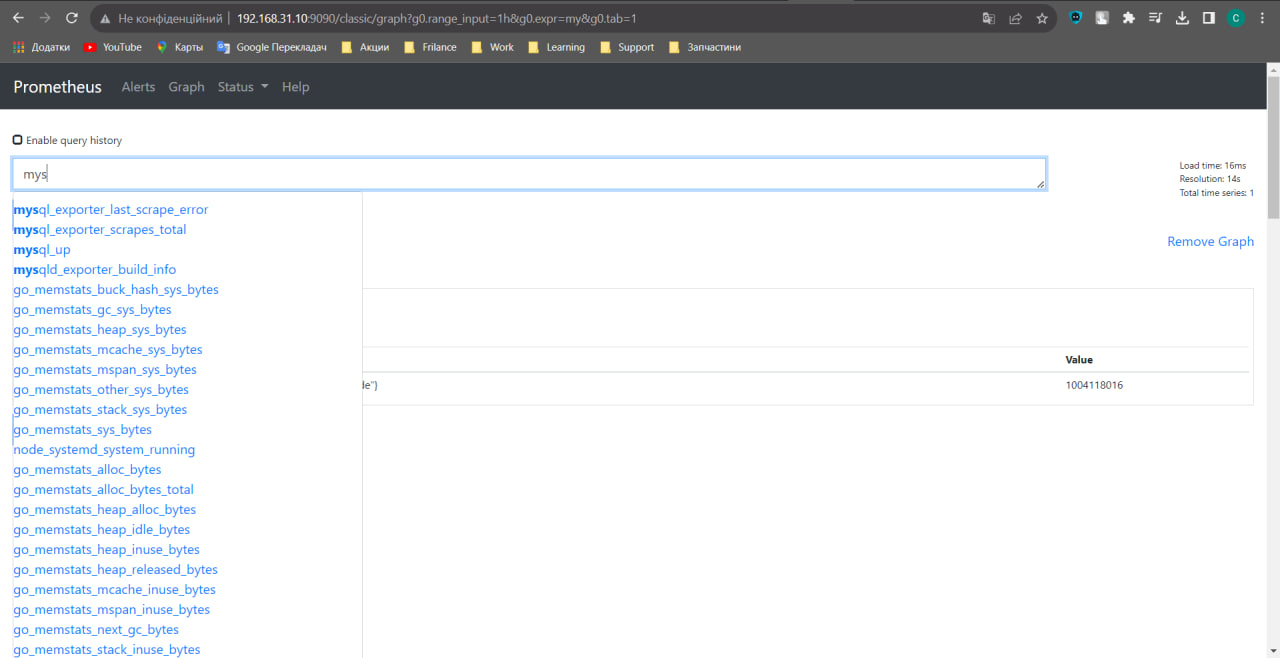 Не конфіденційний 192.168.31.10:9090/classic/graph?g0.range_input=1h&g0.expr=my&g0.tab=1 C
Додатки YouTube Карты Google Перекладач Акции Frilance Work Learning Support Запчастини
Prometheus Alerts Graph Status Help
Enable query history
mys
Load time: 16ms
Resolution: 14s
Total time series: 1
mysql_exporter_last_scrape_error
mysql_exporter_scrapes_total
Remove Graph
mysql_up
mysqld_exporter_build_info
go_memstats_buck_hash_sys_bytes
go_memstats_gc_sys_bytes
go_memstats_heap_sys_bytes
go_memstats_mcache_sys_bytes
Value
go_memstats_mspan_sys_bytes
go_memstats_other_sys_bytes de"} 1004118016
go_memstats_stack_sys_bytes
go_memstats_sys_bytes
node_systemd_system_running
go_memstats_alloc_bytes
go_memstats_alloc_bytes_total
go_memstats_heap_alloc_bytes
go_memstats_heap_idle_bytes
go_memstats_heap_inuse_bytes
go_memstats_heap_released_bytes
go_memstats_mcache_inuse_bytes
go_memstats_mspan_inuse_bytes
go_memstats_next_gc_bytes
go_memstats_stack_inuse_bytes